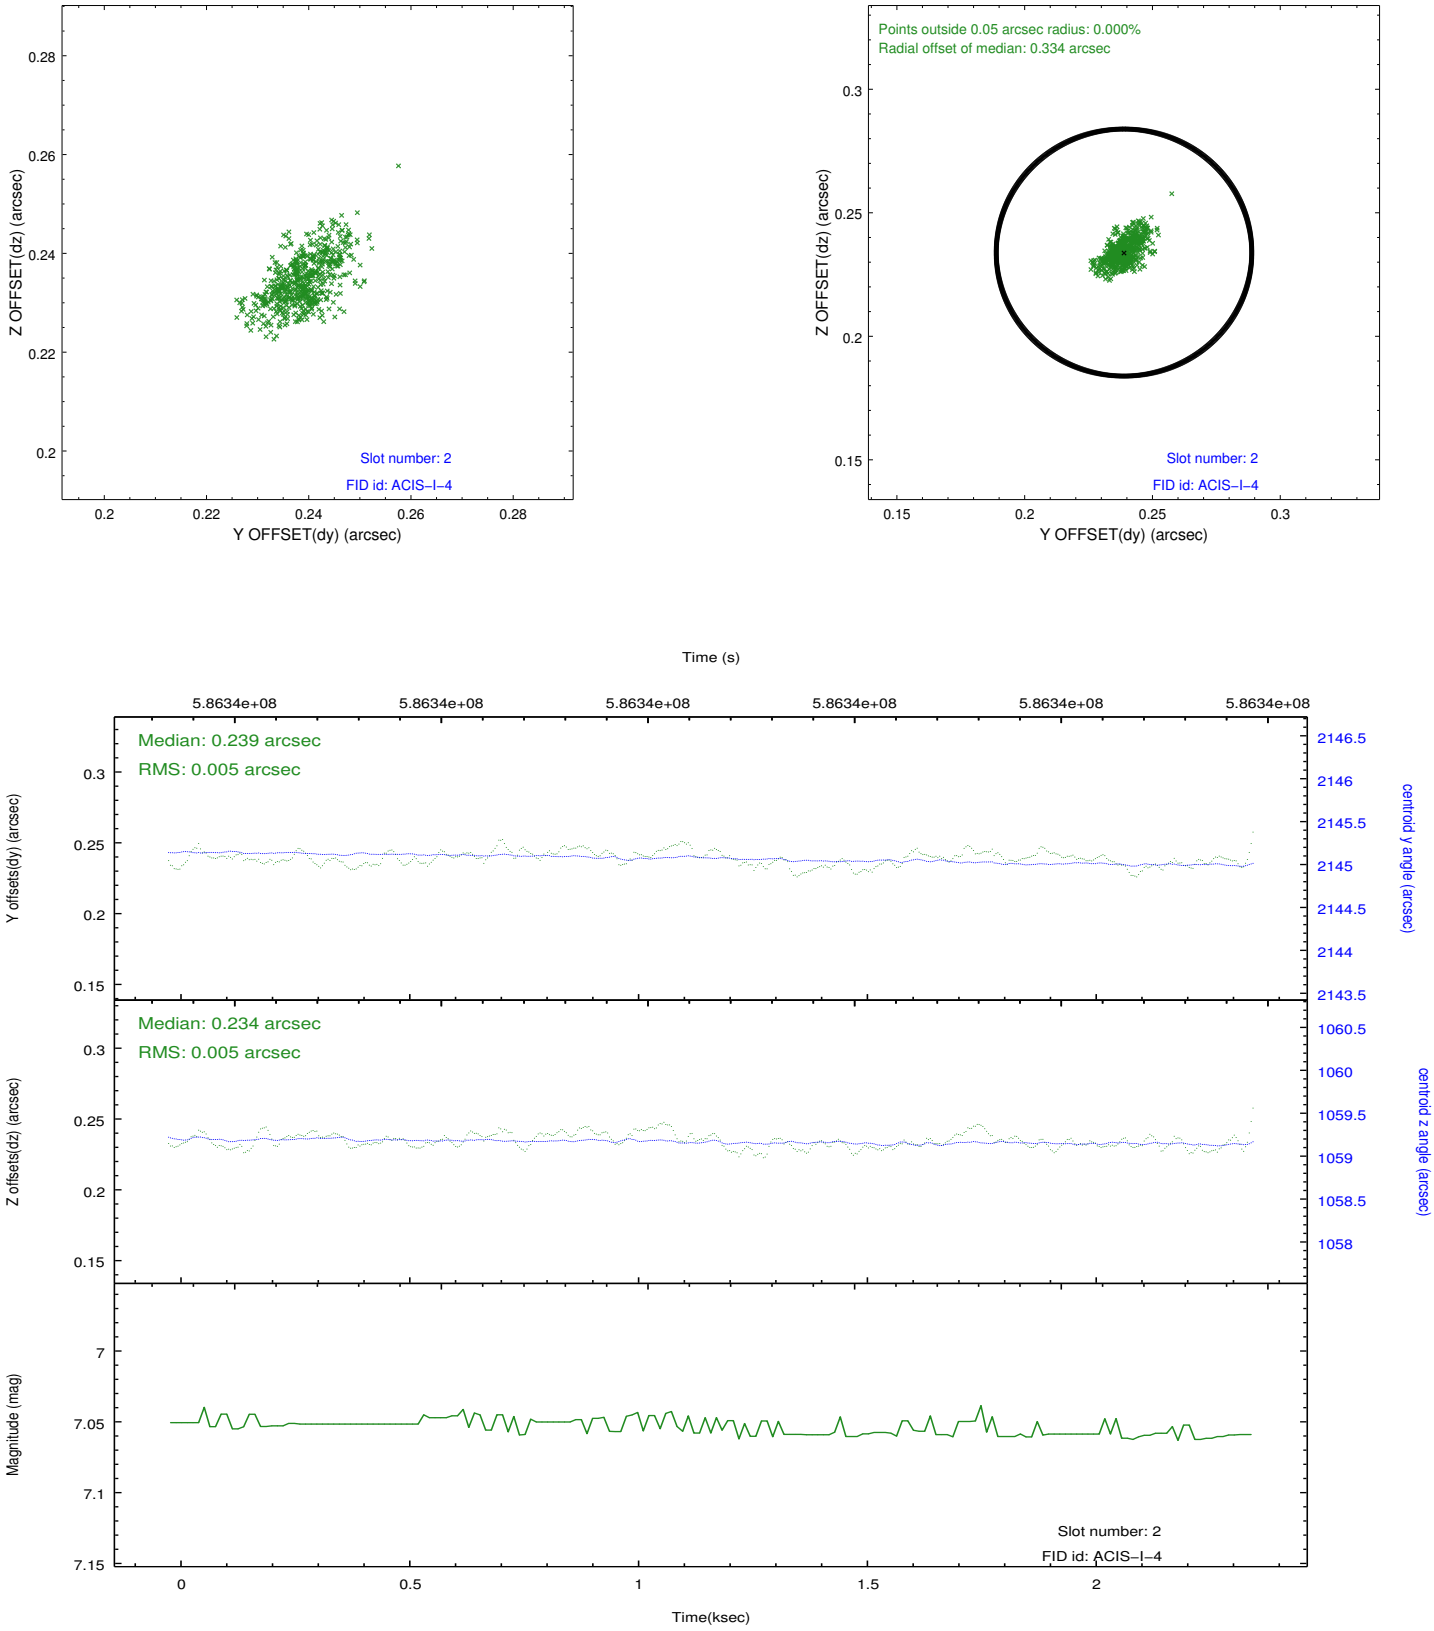 0.28
0.26
0.24
0.22
0.2
Z OFFSET(dz) (arcsec)
Slot number: 2
FID id: ACIS−I−4
0.2 0.22 0.24 0.26 0.28
Y OFFSET(dy) (arcsec)
Points outside 0.05 arcsec radius: 0.000%
Radial offset of median: 0.334 arcsec
0.3
0.25
0.2
0.15
Z OFFSET(dz) (arcsec)
Slot number: 2
FID id: ACIS−I−4
0.15 0.2 0.25 0.3
Y OFFSET(dy) (arcsec)
Time (s)
5.8634e+08 5.8634e+08 5.8634e+08 5.8634e+08 5.8634e+08 5.8634e+08
Median: 0.239 arcsec
RMS: 0.005 arcsec
0.3
0.25
0.2
0.15
Y offsets(dy) (arcsec)
2146.5
2146
2145.5
2145
2144.5
2144
2143.5
centroid y angle (arcsec)
Median: 0.234 arcsec
RMS: 0.005 arcsec
0.3
0.25
0.2
0.15
Z offsets(dz) (arcsec)
1060.5
1060
1059.5
1059
1058.5
1058
centroid z angle (arcsec)
7
7.05
7.1
7.15
Magnitude (mag)
Slot number: 2
FID id: ACIS−I−4
0 0.5 1 1.5 2
Time(ksec)